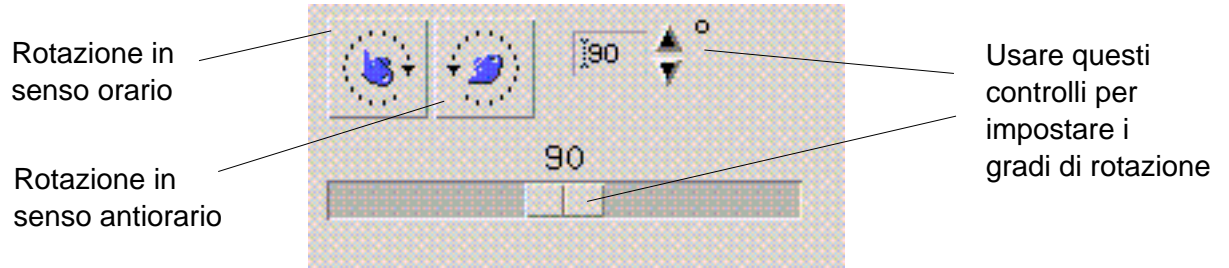 Rotazione in
senso orario
Rotazione in
senso antiorario
90
°
90
Usare questi
controlli per
impostare i
gradi di rotazione